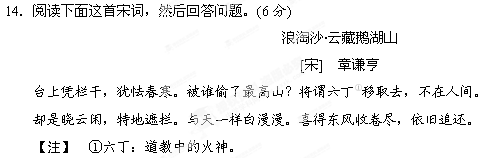 14. 阅读下面这首宋词，然后回答问题。(6 分)
浪淘沙·云藏鹅湖山
[宋] 章谦亨
台上凭栏干，犹怯春寒。被谁偷了最高山？将谓六丁①移取去，不在人间。
却是晓云闲，特地遮拦。与天一样白漫漫。喜得东风收卷尽，依旧追还。
【注】 ①六丁：道教中的火神。